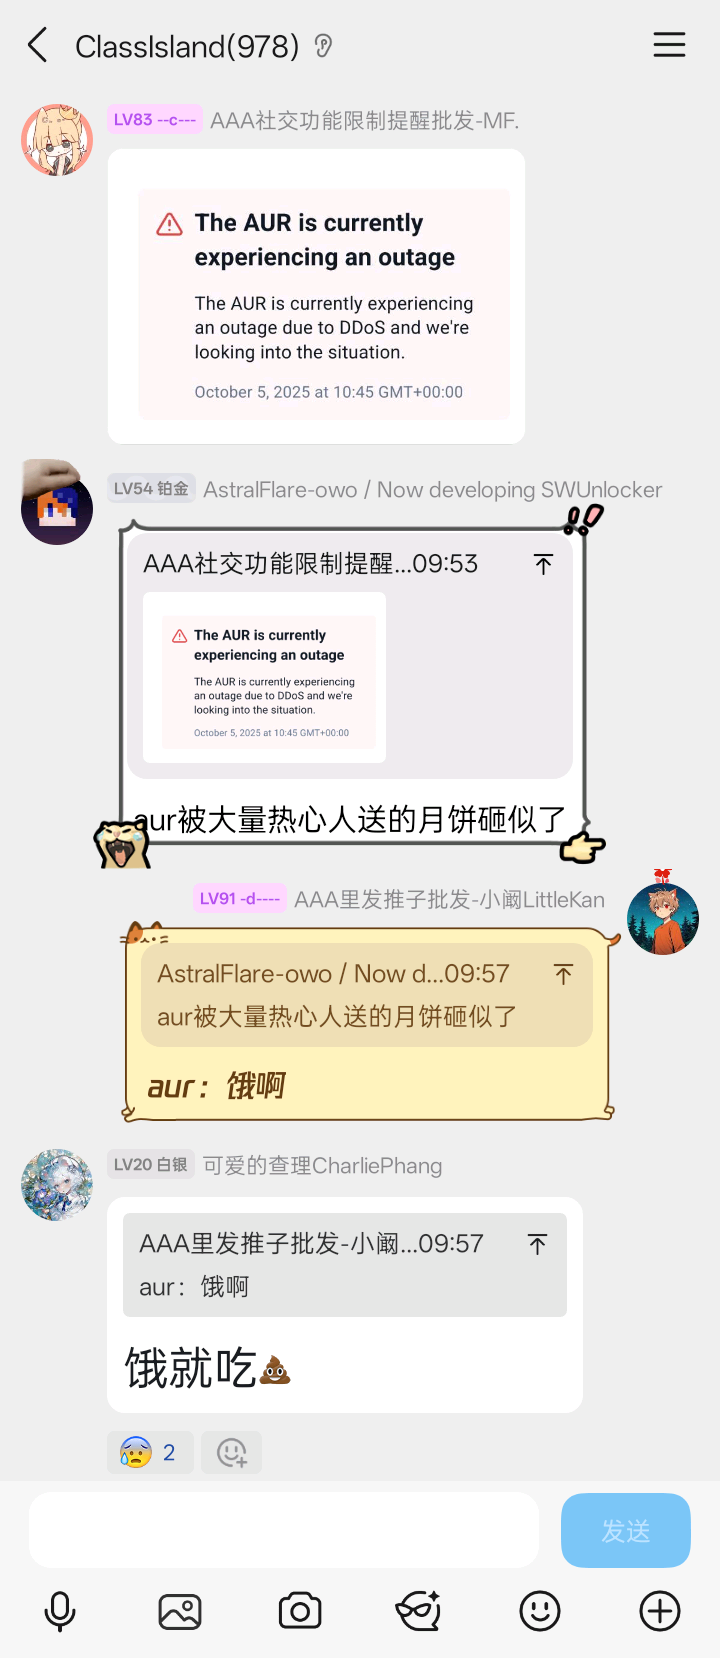 ClassIsland(978)
LV83 --c--- AAA社交功能限制提醒批发-MF.
The AUR is currently
experiencing an outage
The AUR is currently experiencing
an outage due to DDoS and we're
looking into the situation.
October 5, 2025 at 10:45 GMT+00:00
LV54 铂金 AstralFlare-owo / Now developing SWUnlocker
AAA社交功能限制提醒...09:53
The AUR is currently
experiencing an outage
The AUR is currently experiencing
an outage due to DDoS and we're
looking into the situation.
October 5, 2025 at 10:45 GMT+00:00
aur被大量热心人送的月饼砸似了
LV91 -d---- AAA里发推子批发-小阚LittleKan
AstralFlare-owo / Now d...09:57
aur被大量热心人送的月饼砸似了
aur：饿啊
LV20 白银 可爱的查理CharliePhang
AAA里发推子批发-小阚...09:57
aur：饿啊
饿就吃💩
2
发送